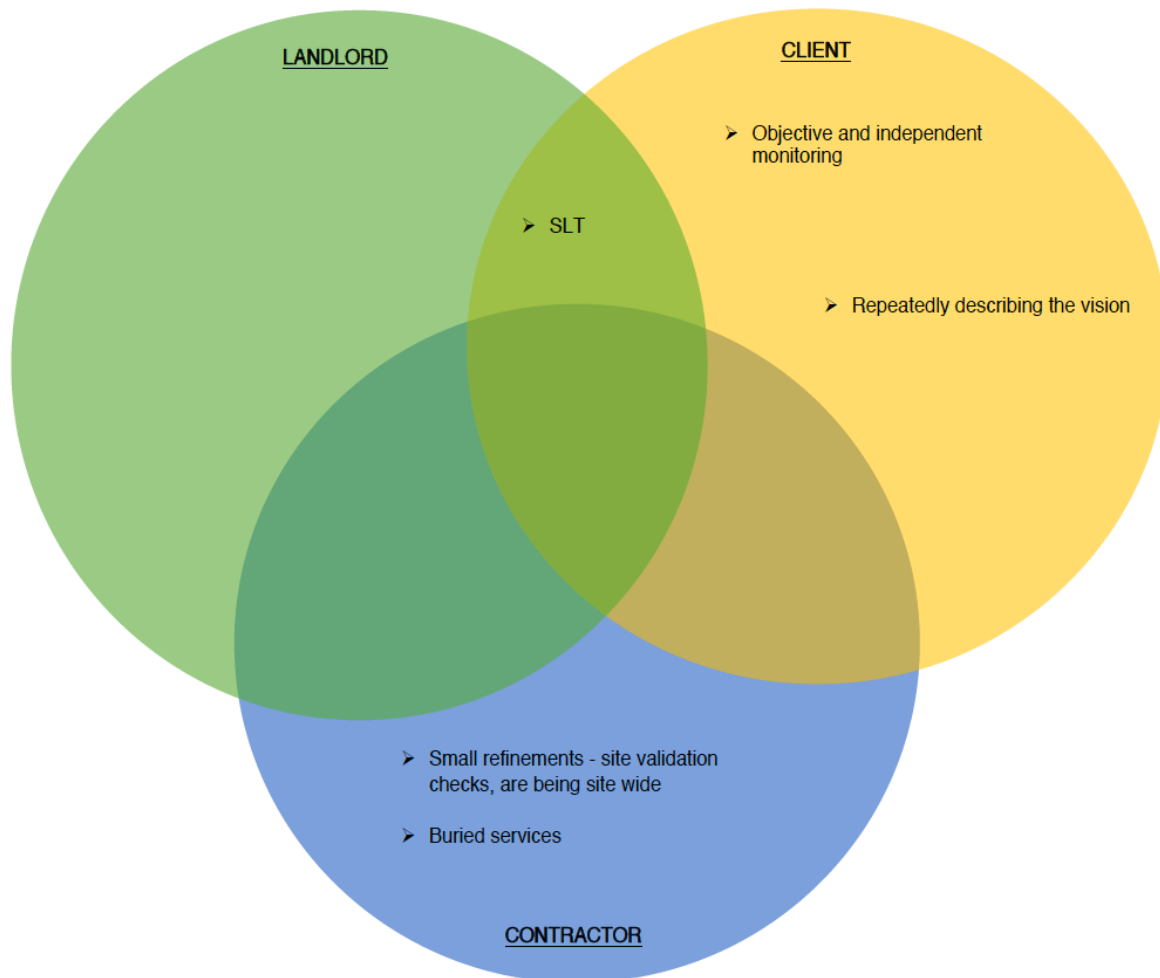 LANDLORD
CLIENT
➢ Objective and independent
monitoring
➢ SLT
➢ Repeatedly describing the vision
➢ Small refinements - site validation
checks, are being site wide
➢ Buried services
CONTRACTOR